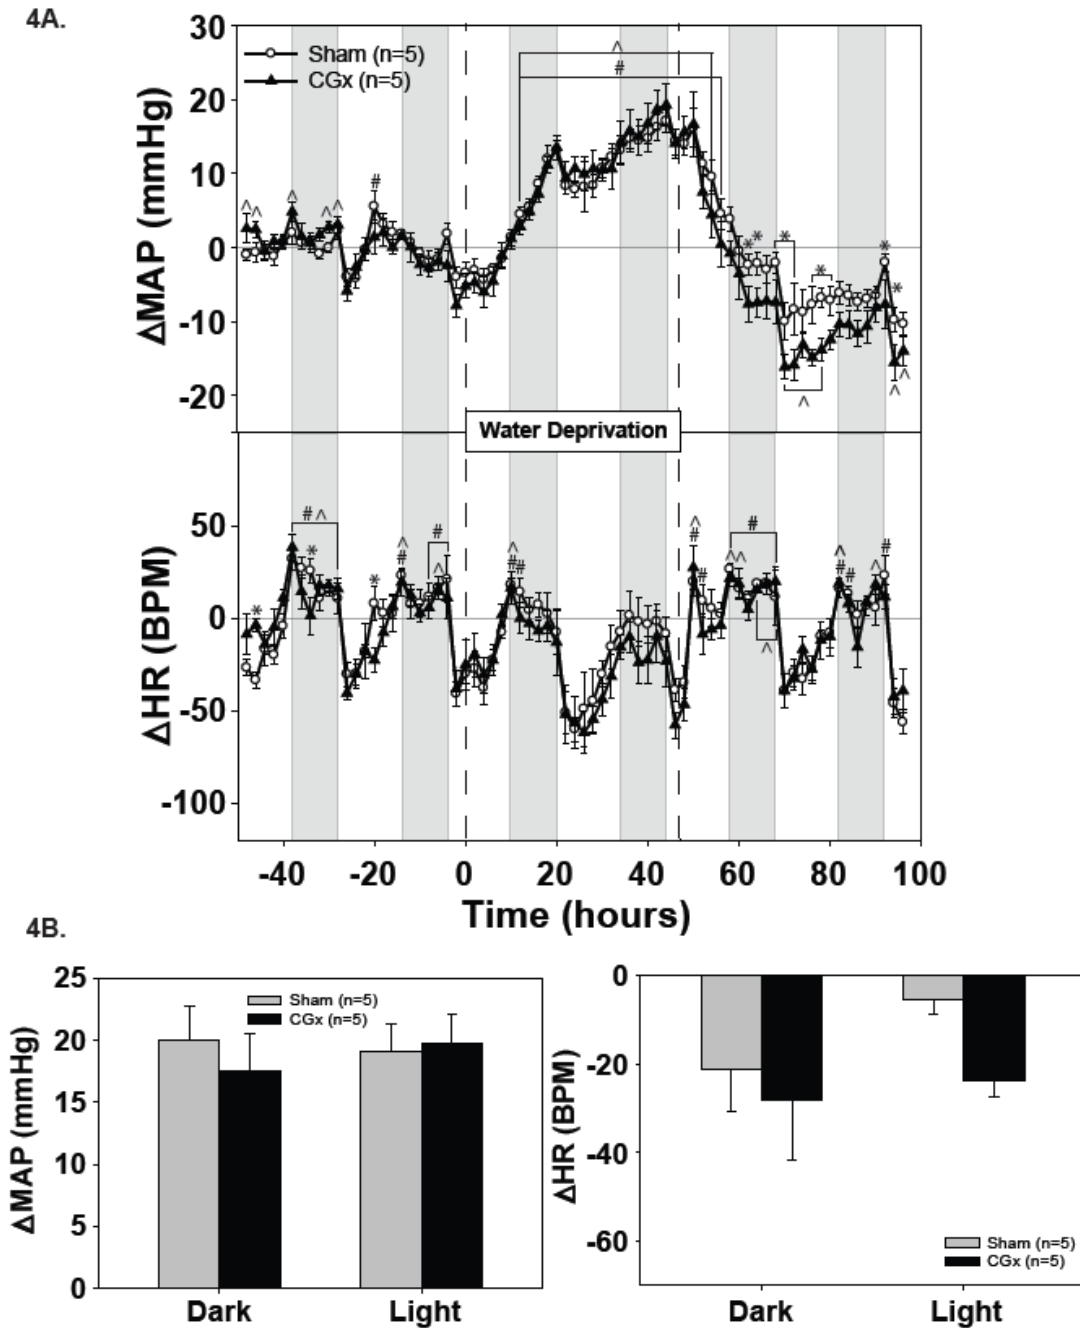 4A.
30
Sham (n=5)
CGx (n=5)
^
#
20
10
0
-10
-20
ΔMAP (mmHg)
^ ^ ^ ^ ^ #
* * * * * *
^ ^ ^
Water Deprivation
50
0
-50
-100
ΔHR (BPM)
* # ^ * * ^ # # ^ ^ # # ^ # # # ^ ^ ^ ^ # # ^ #
-40 -20 0 20 40 60 80 100
Time (hours)
4B.
25
20
15
10
5
0
ΔMAP (mmHg)
Sham (n=5)
CGx (n=5)
Dark Light
0
-20
-40
-60
ΔHR (BPM)
Sham (n=5)
CGx (n=5)
Dark Light